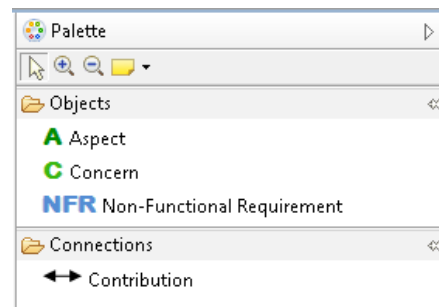 Palette
Objects
A Aspect
C Concern
NFR Non-Functional Requirement
Connections
Contribution